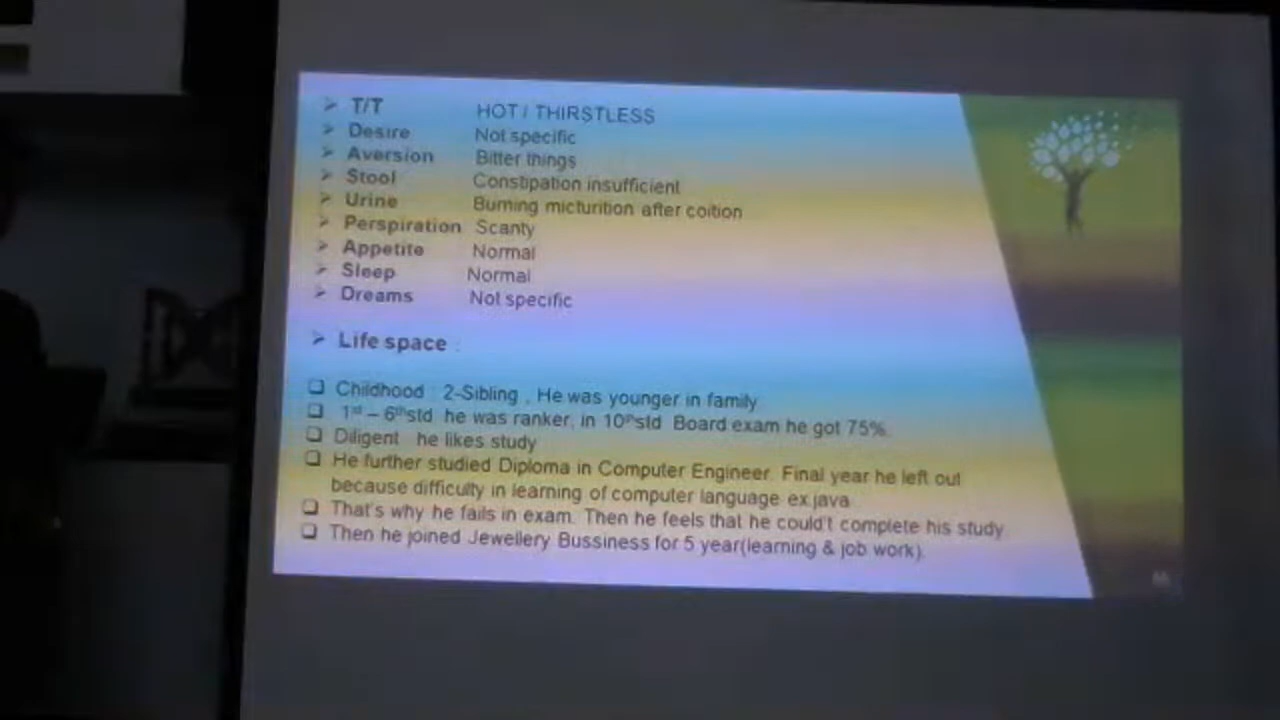 ➢ T/T HOT / THIRSTLESS
➢ Desire Not specific
➢ Aversion Bitter things
➢ Stool Constipation insufficient
➢ Urine Burning micturition after coition
➢ Perspiration Scanty
➢ Appetite Normal
➢ Sleep Normal
➢ Dreams Not specific
➢ Life space :
❑ Childhood : 2-Sibling , He was younger in family
❑ 1st – 6th std he was ranker, in 10th std Board exam he got 75%.
❑ Diligent he likes study
❑ He further studied Diploma in Computer Engineer. Final year he left out
because difficulty in learning of computer language ex.java
❑ That's why he fails in exam. Then he feels that he could't complete his study.
❑ Then he joined Jewellery Bussiness for 5 year(learning & job work).